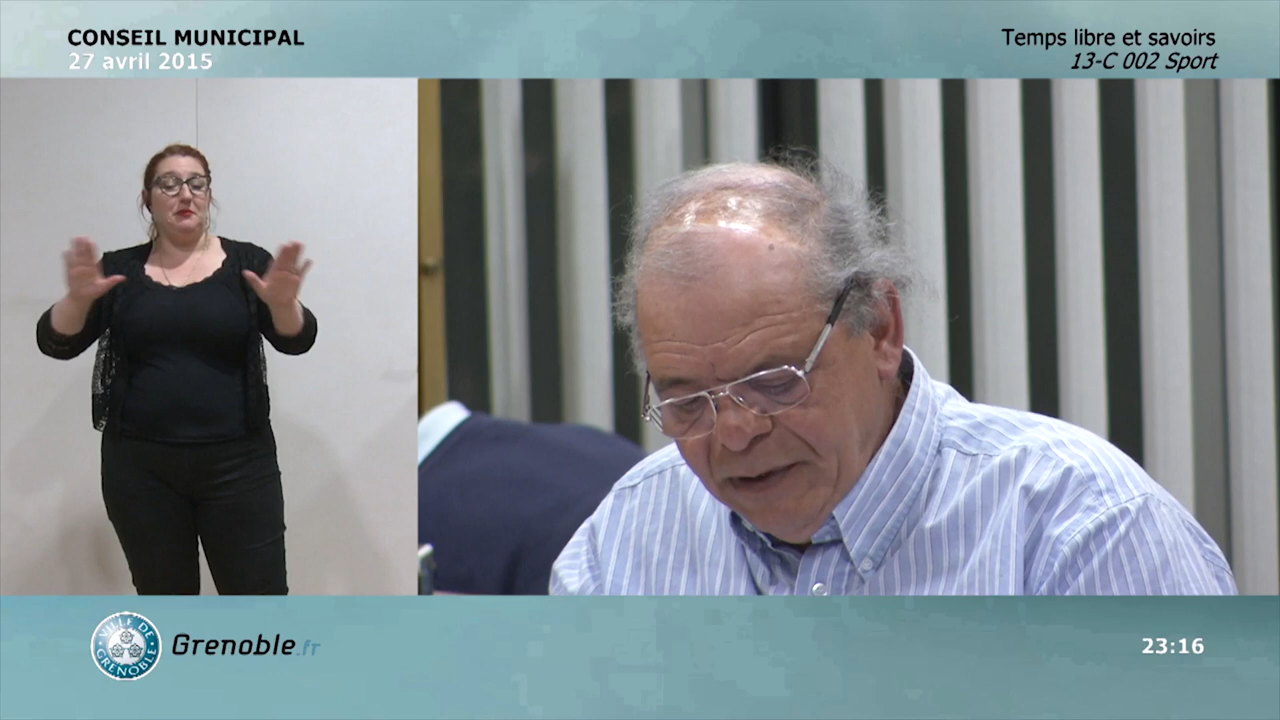 CONSEIL MUNICIPAL
27 avril 2015
Temps libre et savoirs
13-C 002 Sport
VILLE DE
GRENOBLE
Grenoble.fr
23:16